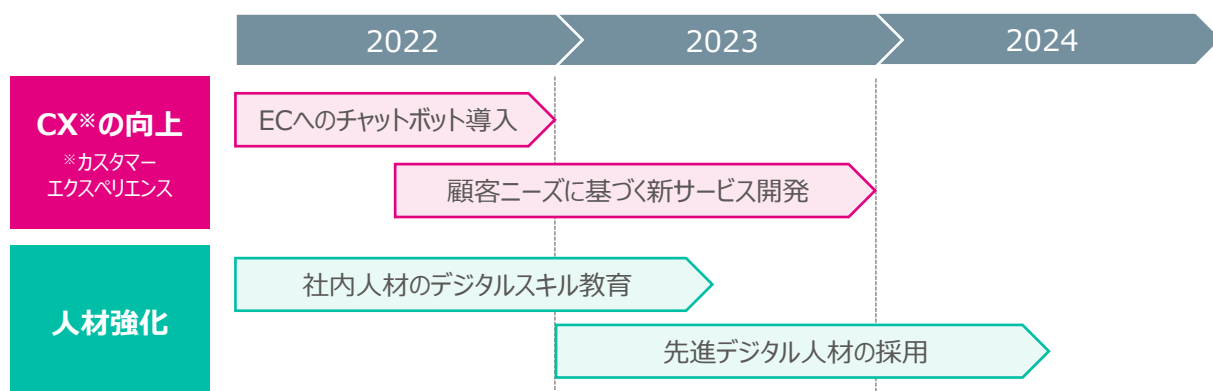 2022
2023
2024
CX※の向上
※カスタマー
エクスペリエンス
ECへのチャットボット導入
顧客ニーズに基づく新サービス開発
人材強化
社内人材のデジタルスキル教育
先進デジタル人材の採用